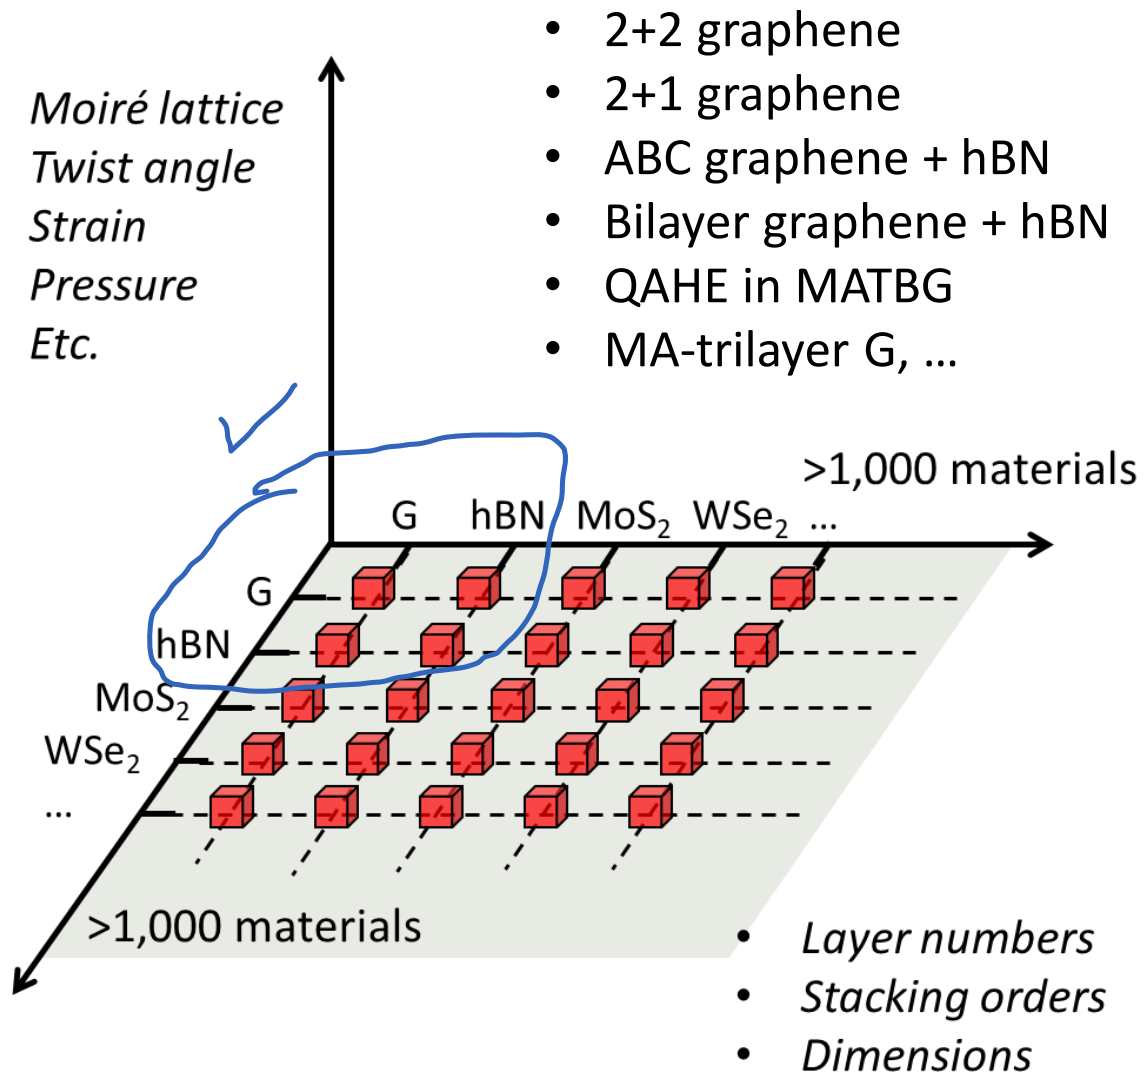 • 2+2 graphene
• 2+1 graphene
• ABC graphene + hBN
• Bilayer graphene + hBN
• QAHE in MATBG
• MA-trilayer G, ...
Moiré lattice
Twist angle
Strain
Pressure
Etc.
>1,000 materials
G hBN MoS₂ WSe₂ ...
G
hBN
MoS₂
WSe₂
...
>1,000 materials
• Layer numbers
• Stacking orders
• Dimensions